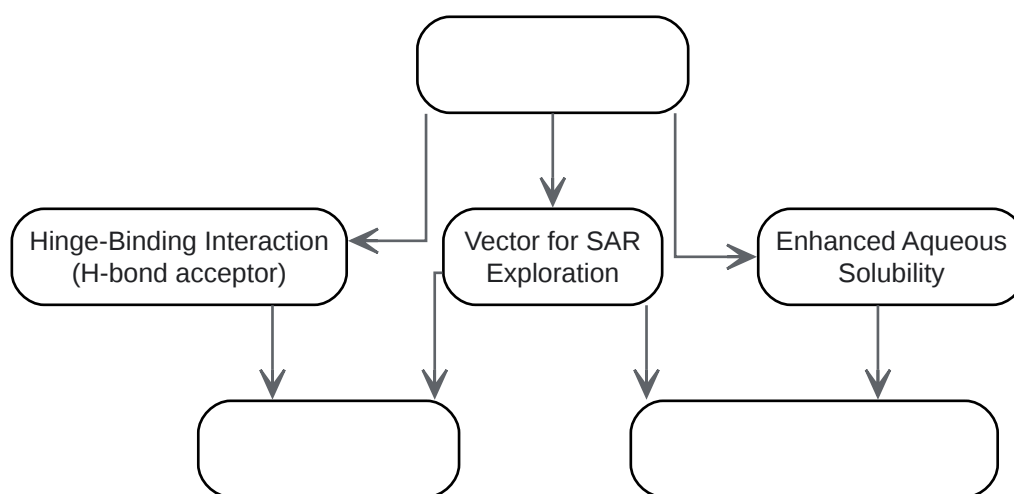 Hinge-Binding Interaction
(H-bond acceptor)
Vector for SAR
Exploration
Enhanced Aqueous
Solubility